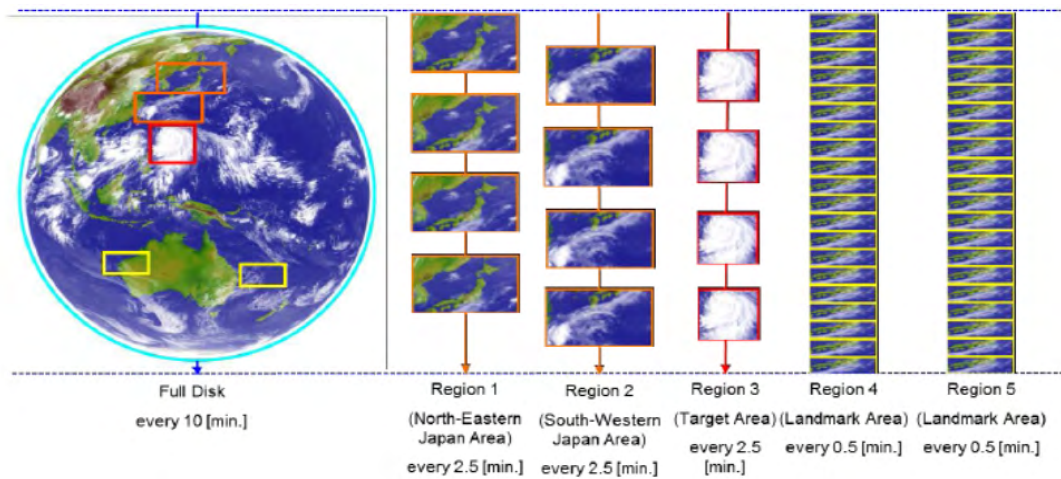 Full Disk
every 10 [min.]
Region 1
(North-Eastern
Japan Area)
every 2.5 [min.]
Region 2
(South-Western
Japan Area)
every 2.5 [min.]
Region 3
(Target Area)
every 2.5
[min.]
Region 4
(Landmark Area)
every 0.5 [min.]
Region 5
(Landmark Area)
every 0.5 [min.]